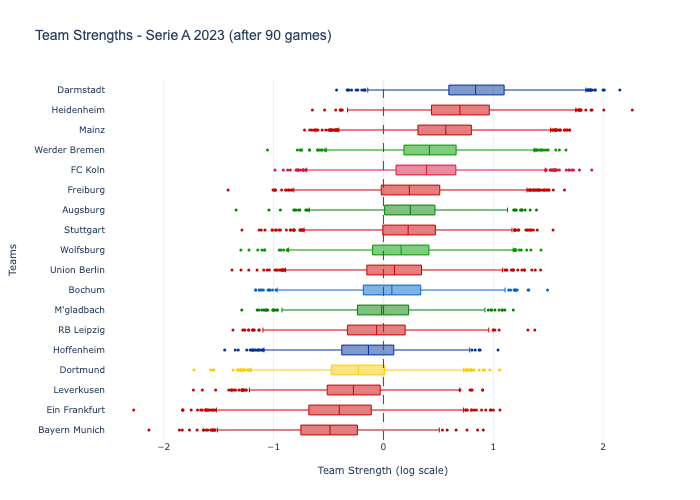 Team Strengths - Serie A 2023 (after 90 games)
Darmstadt
Heidenheim
Mainz
Werder Bremen
FC Koln
Freiburg
Augsburg
Stuttgart
Wolfsburg
Union Berlin
Bochum
M'gladbach
RB Leipzig
Hoffenheim
Dortmund
Leverkusen
Ein Frankfurt
Bayern Munich
Teams
−2 −1 0 1 2
Team Strength (log scale)